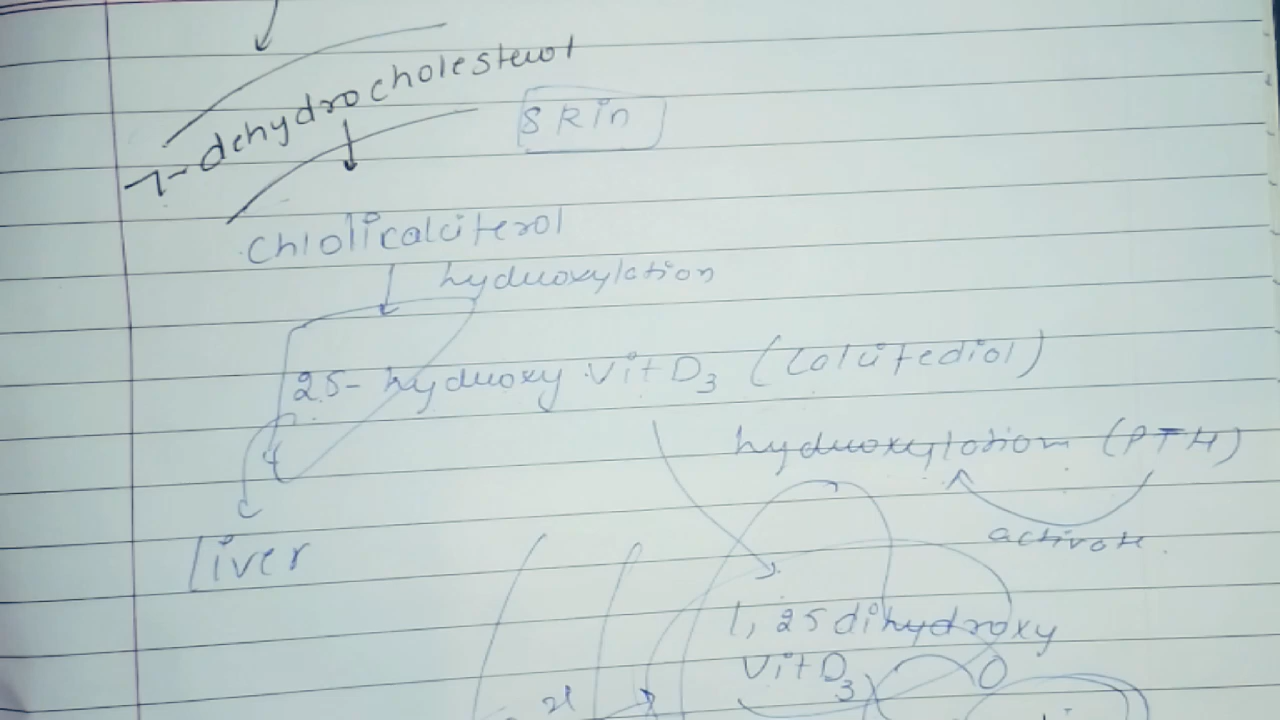 7-dehydrocholesterol
SKin
Chlolicalciferol
hydroxylation
25- hydroxy Vit D3 (Calcifediol)
hydroxylation (PTH)
activate
Liver
1, 25 dihydroxy
Vit D3